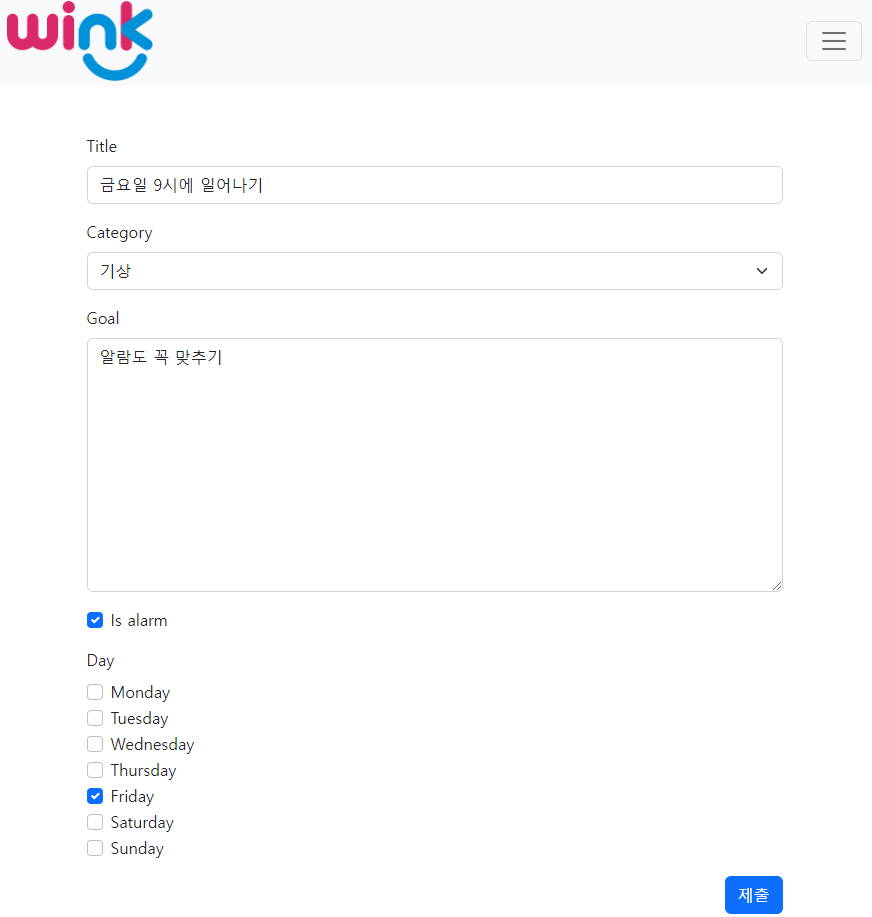 wink
Title
금요일 9시에 일어나기
Category
기상
Goal
알람도 꼭 맞추기
Is alarm
Day
Monday
Tuesday
Wednesday
Thursday
Friday
Saturday
Sunday
제출